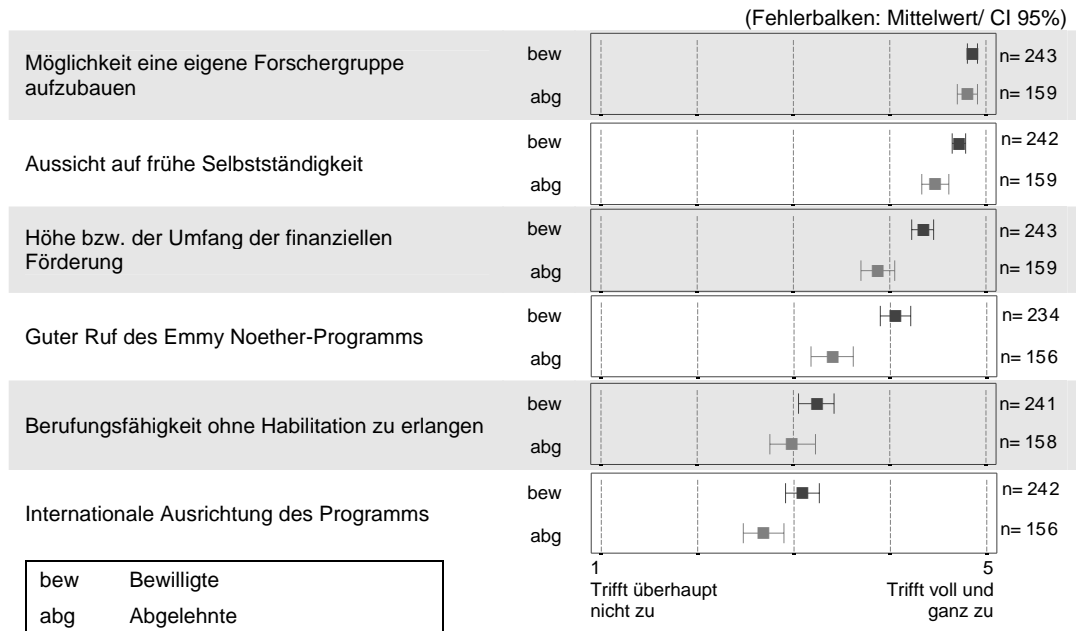 (Fehlerbalken: Mittelwert/ CI 95%)
Möglichkeit eine eigene Forschergruppe
aufzubauen
bew
n= 243
abg
n= 159
Aussicht auf frühe Selbstständigkeit
bew
n= 242
abg
n= 159
Höhe bzw. der Umfang der finanziellen
Förderung
bew
n= 243
abg
n= 159
Guter Ruf des Emmy Noether-Programms
bew
n= 234
abg
n= 156
Berufungsfähigkeit ohne Habilitation zu erlangen
bew
n= 241
abg
n= 158
Internationale Ausrichtung des Programms
bew
n= 242
abg
n= 156
1
5
Trifft überhaupt
nicht zu
Trifft voll und
ganz zu
bew Bewilligte
abg Abgelehnte